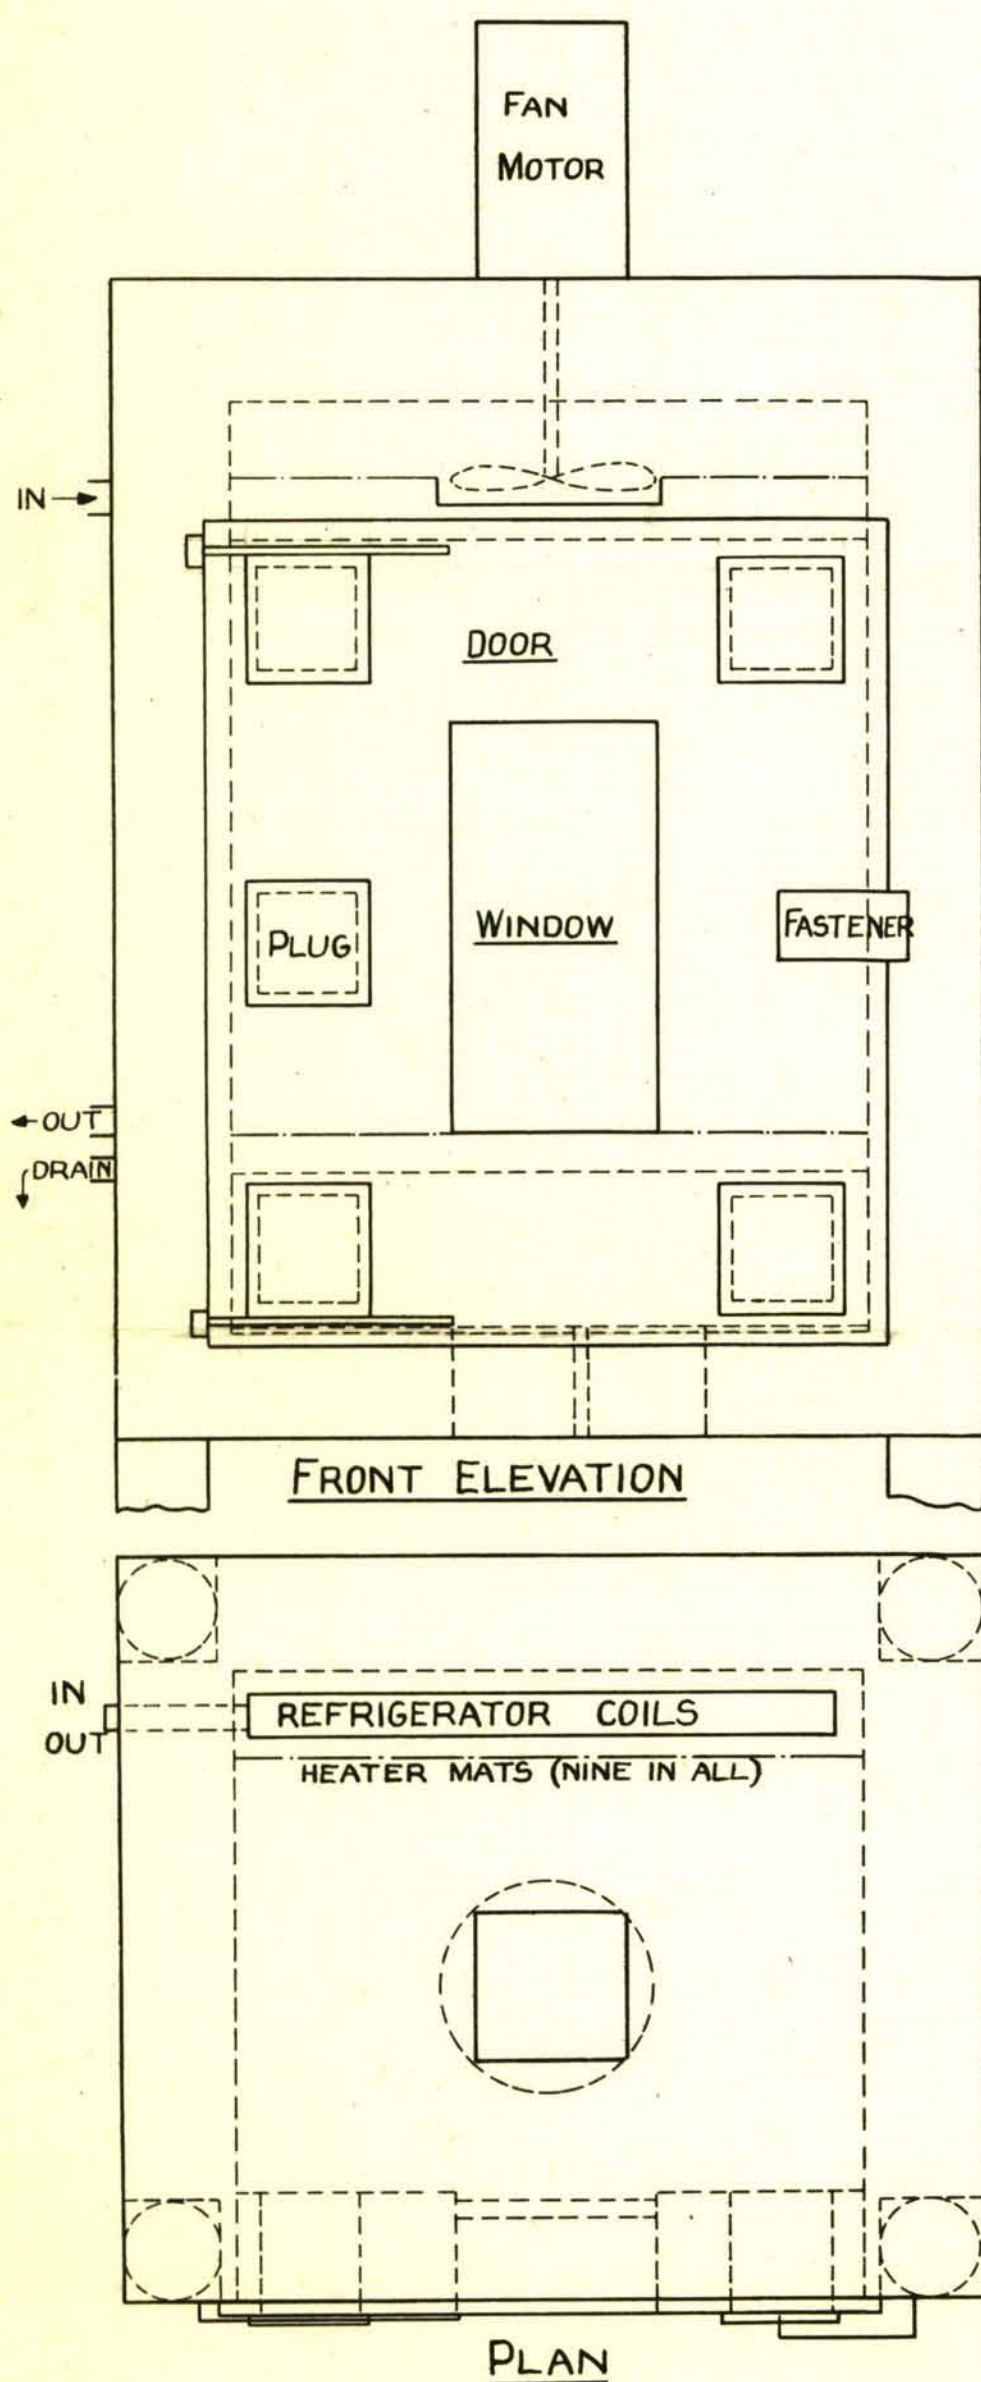 FAN
MOTOR
IN
DOOR
WINDOW
FASTENER
PLUG
OUT
DRAIN
FRONT ELEVATION
IN
REFRIGERATOR COILS
OUT
HEATER MATS (NINE IN ALL)
PLAN